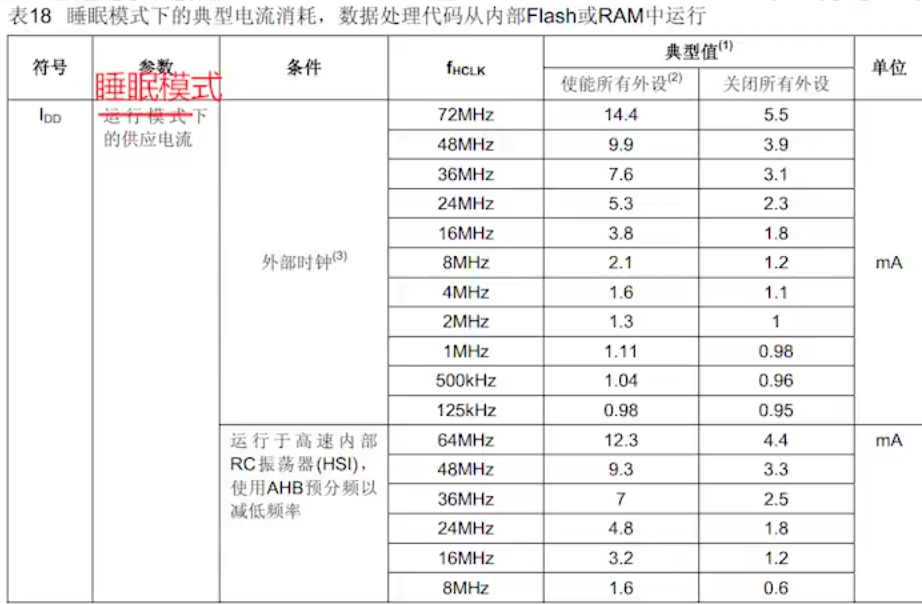 表18 睡眠模式下的典型电流消耗，数据处理代码从内部Flash或RAM中运行
符号 参数 条件 fHCLK 典型值(1) 单位
使能所有外设(2) 关闭所有外设
睡眠模式
IDD 运行模式下 72MHz 14.4 5.5
的供应电流 48MHz 9.9 3.9
36MHz 7.6 3.1
24MHz 5.3 2.3
16MHz 3.8 1.8
外部时钟(3) 8MHz 2.1 1.2 mA
4MHz 1.6 1.1
2MHz 1.3 1
1MHz 1.11 0.98
500kHz 1.04 0.96
125kHz 0.98 0.95
运行于高速内部 64MHz 12.3 4.4 mA
RC振荡器(HSI)， 48MHz 9.3 3.3
使用AHB预分频以 36MHz 7 2.5
减低频率 24MHz 4.8 1.8
16MHz 3.2 1.2
8MHz 1.6 0.6